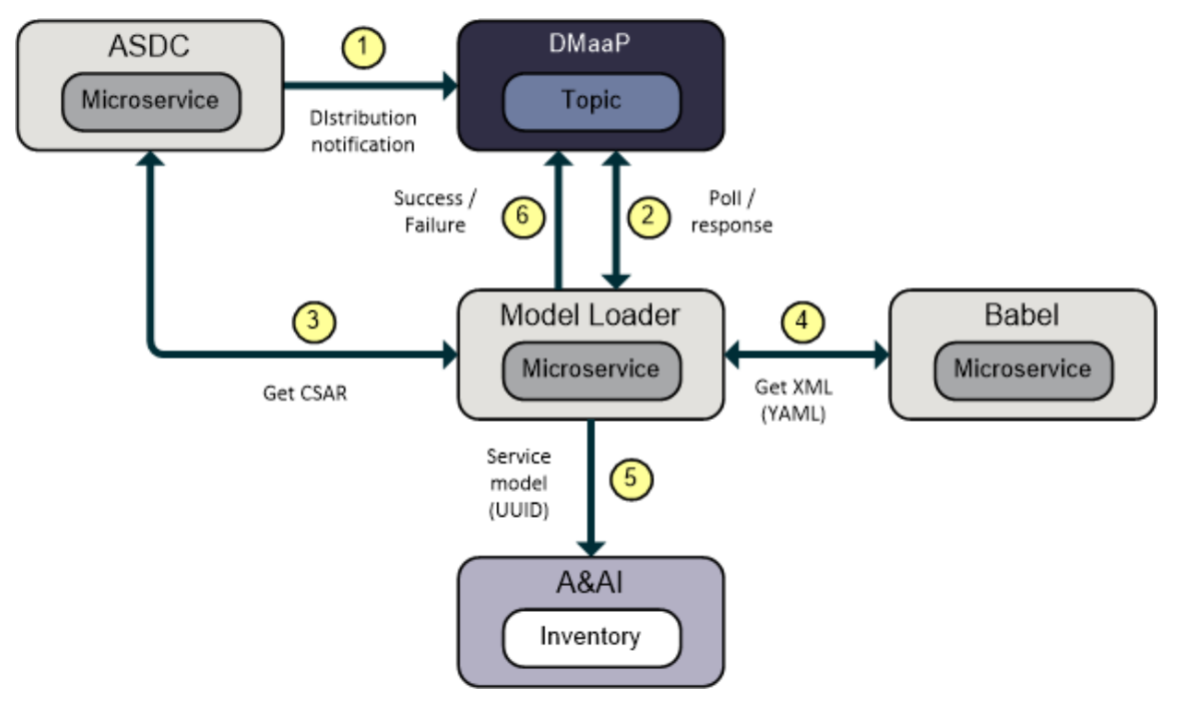 ASDC
Microservice
1
DIstribution
notification
DMaaP
Topic
Success /
Failure
6
2
Poll /
response
3
Get CSAR
Model Loader
Microservice
4
Get XML
(YAML)
Babel
Microservice
Service
model
(UUID)
5
A&AI
Inventory